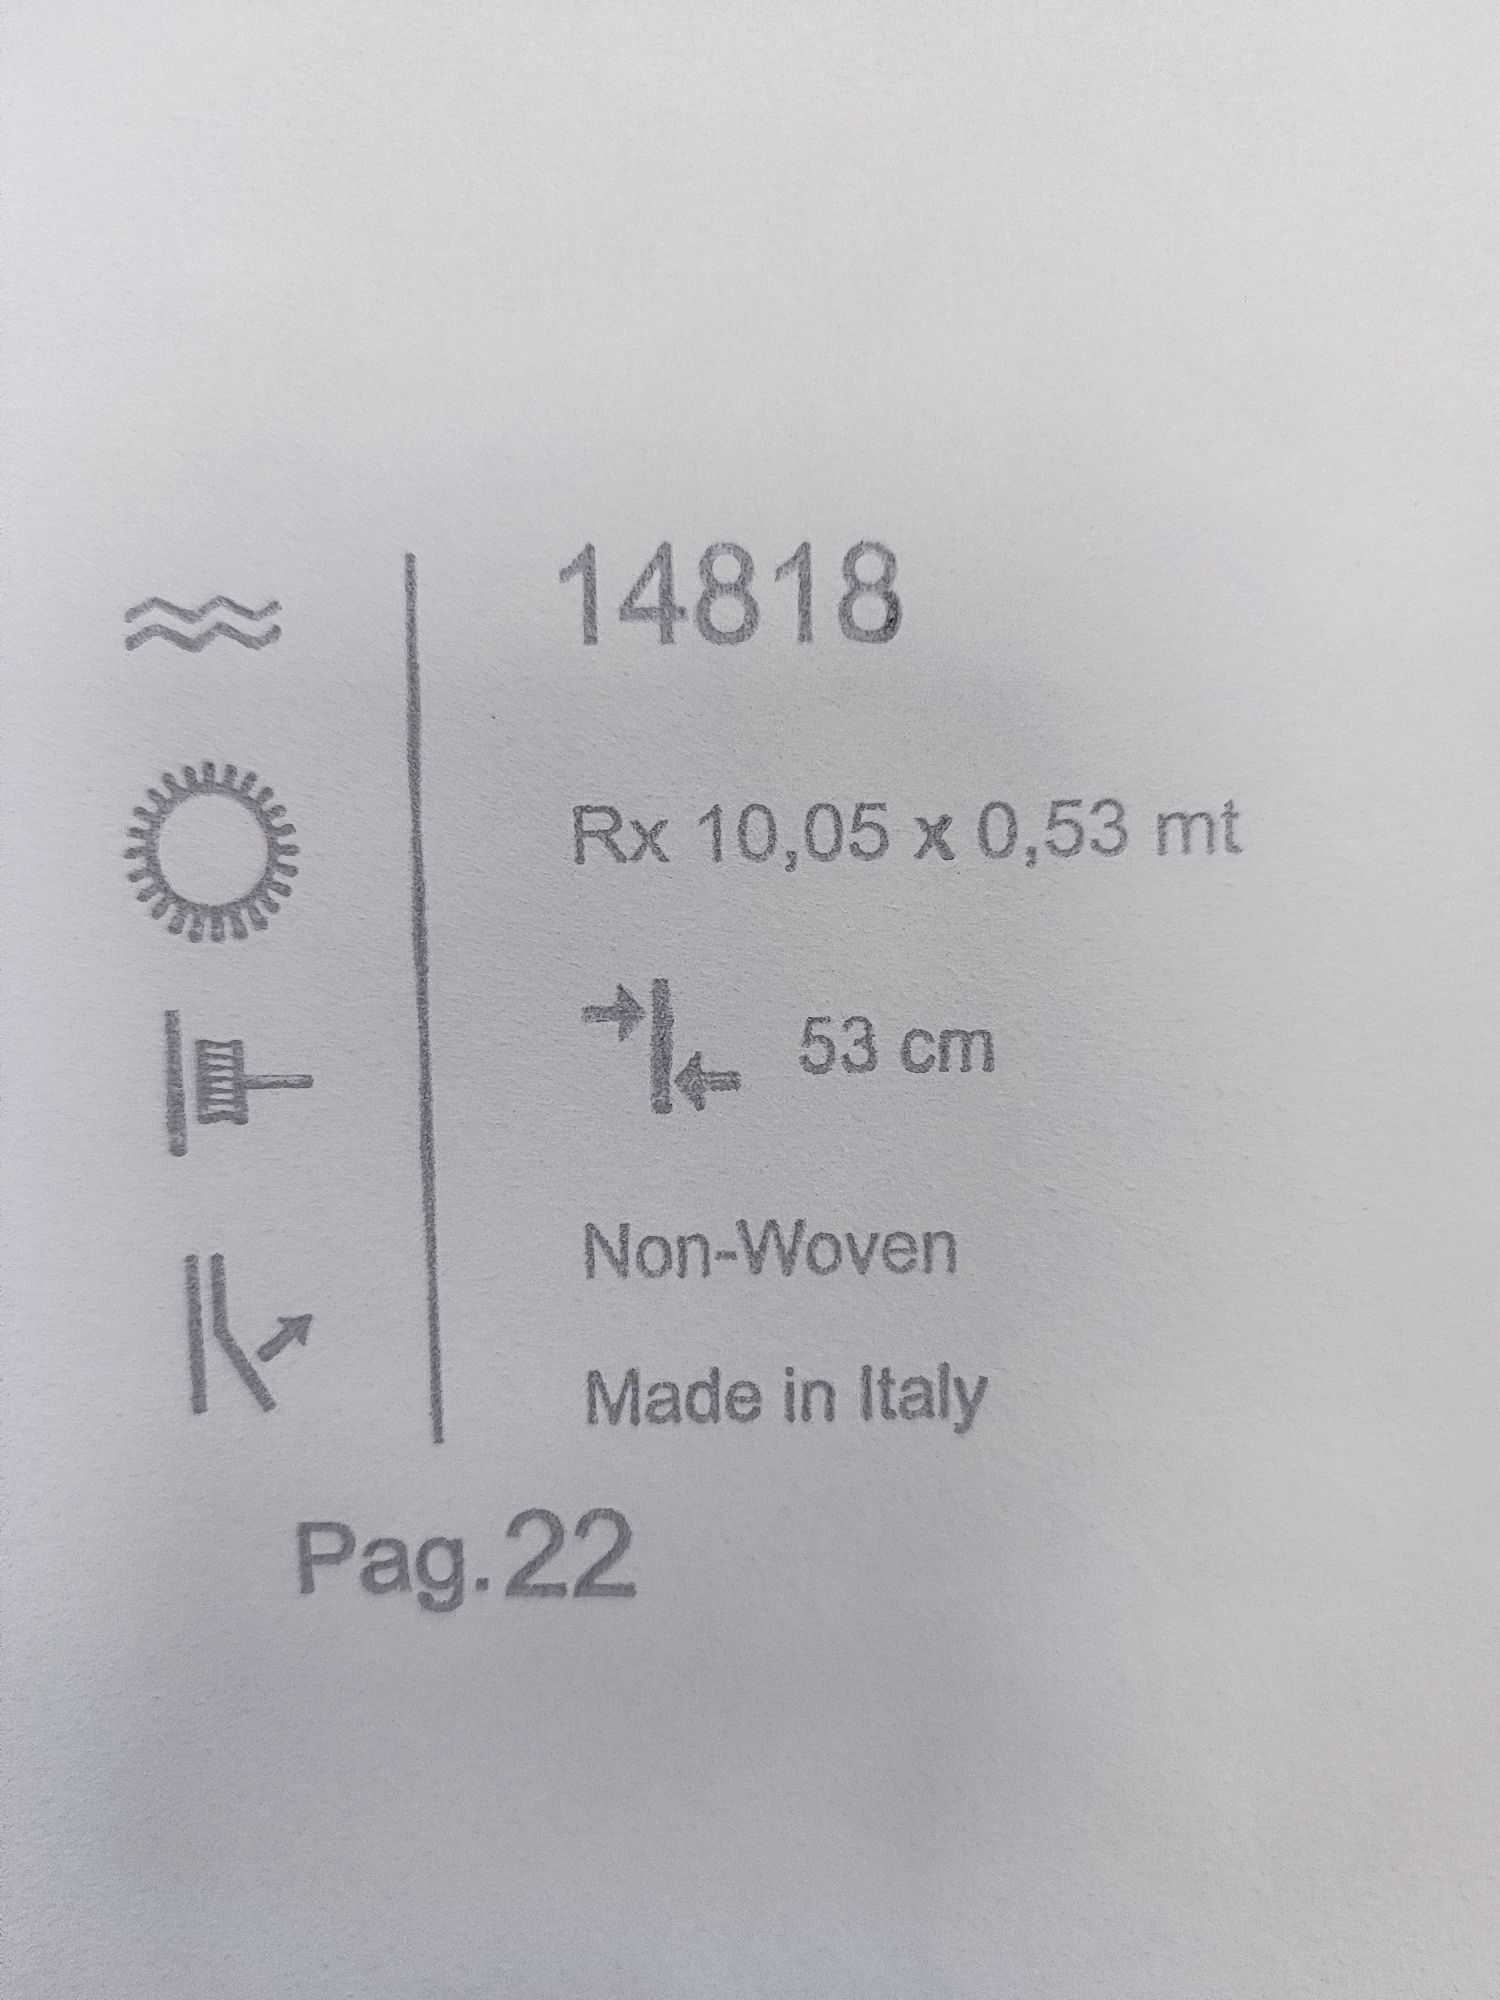 14818
Rx 10,05 x 0,53 mt
53 cm
Non-Woven
Made in Italy
Pag.22